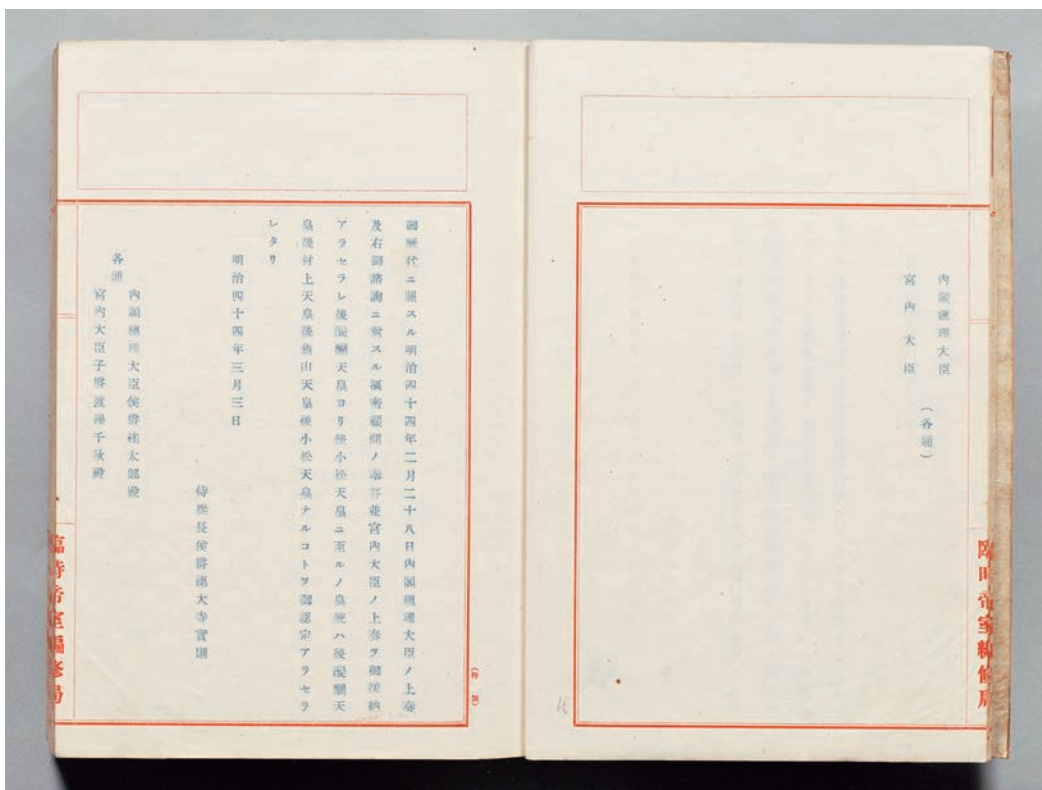 內閣總理大臣
宮內大臣
（各通）
臨時帝室編修局
御歷代ニ關スル明治四十四年二月二十八日內閣總理大臣ノ上奏
及右御諮詢ニ對スル樞密顧問ノ奉答並宮內大臣ノ上奏ヲ御採納
アラセラレ後醍醐天皇ヨリ後小松天皇ニ至ルノ皇統ハ後醍醐天
皇後村上天皇後龜山天皇後小松天皇ナルコトヲ御認定アラセラ
レタリ
明治四十四年三月三日
侍從長侯爵德大寺實則
內閣總理大臣侯爵桂太郎殿
各通
宮內大臣子爵渡邊千秋殿
臨時帝室編修局